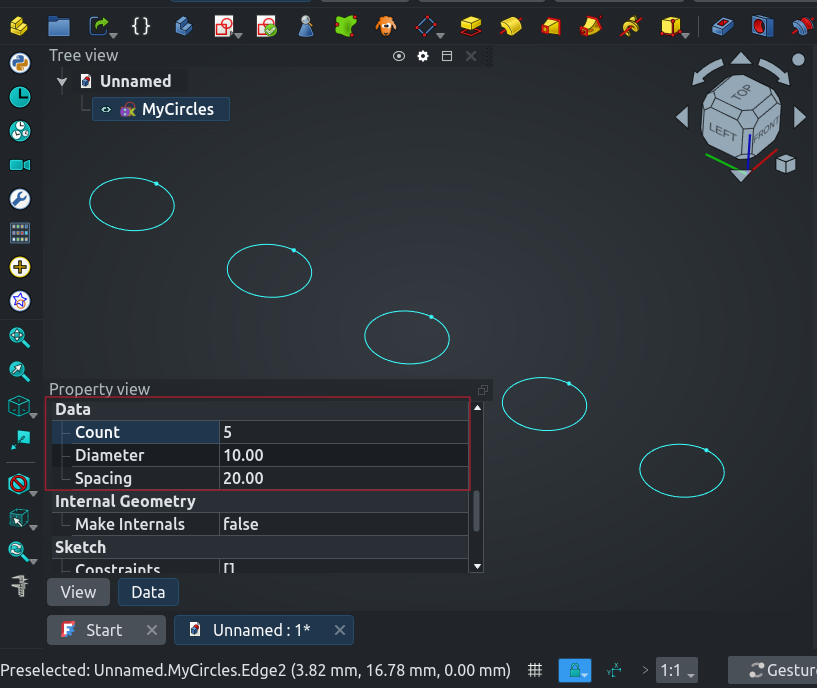 Tree view
Unnamed
MyCircles
TOP
LEFT
FRONT
Property view
Data
Count 5
Diameter 10.00
Spacing 20.00
Internal Geometry
Make Internals false
Sketch
Constraints []
View Data
Start Unnamed : 1*
Preselected: Unnamed.MyCircles.Edge2 (3.82 mm, 16.78 mm, 0.00 mm) 1:1 Gestur